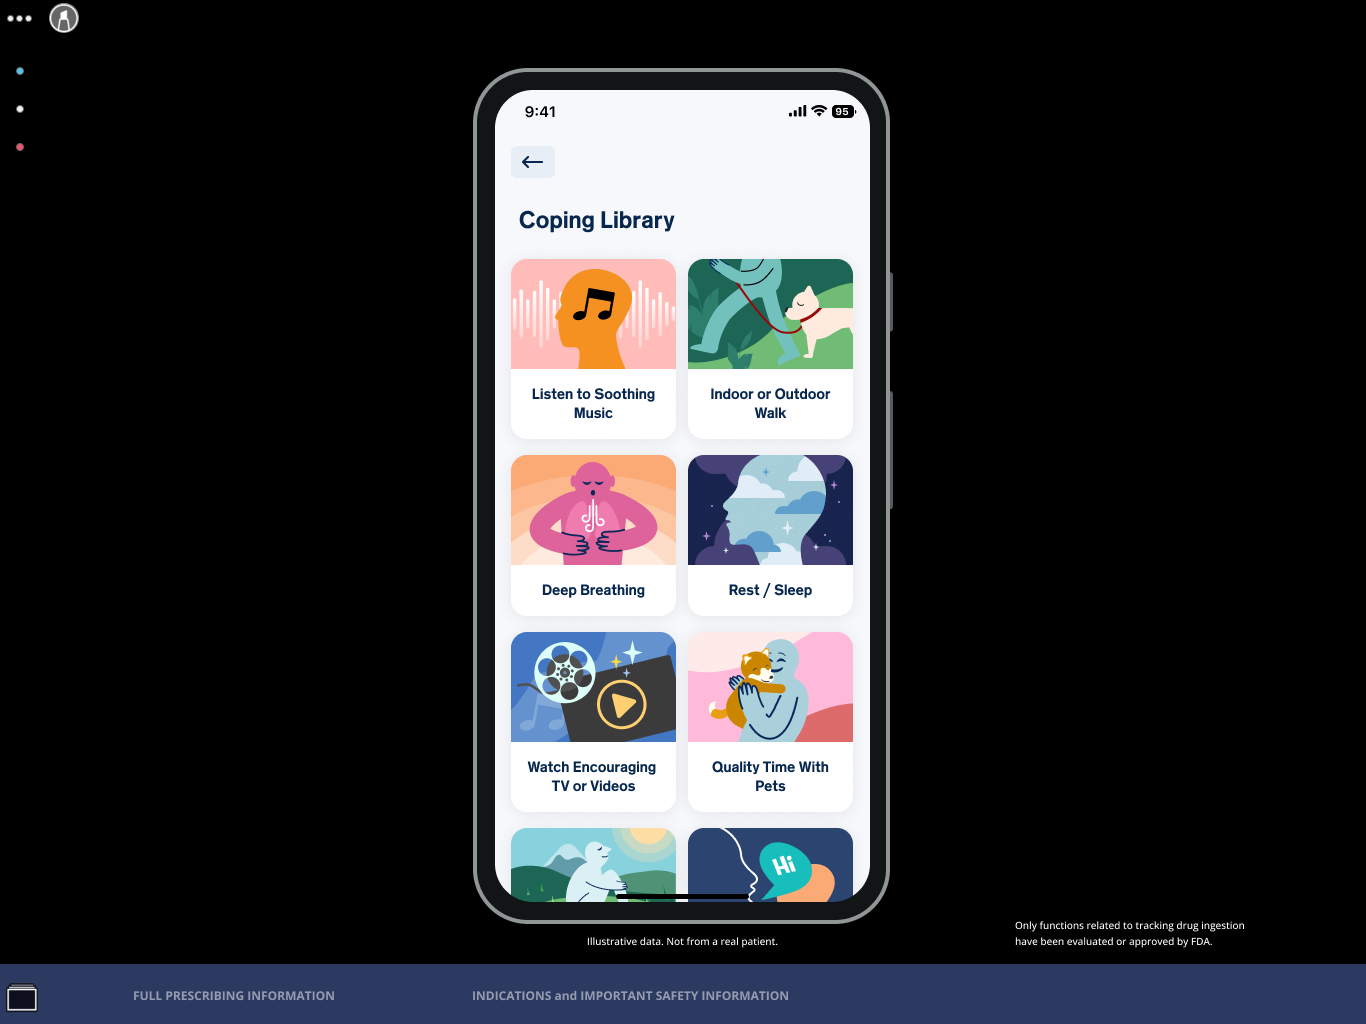 9:41
95
Coping Library
Listen to Soothing
Music
Indoor or Outdoor
Walk
Deep Breathing
Rest / Sleep
Watch Encouraging
TV or Videos
Quality Time With
Pets
Hi
Illustrative data. Not from a real patient.
Only functions related to tracking drug ingestion
have been evaluated or approved by FDA.
FULL PRESCRIBING INFORMATION
INDICATIONS and IMPORTANT SAFETY INFORMATION